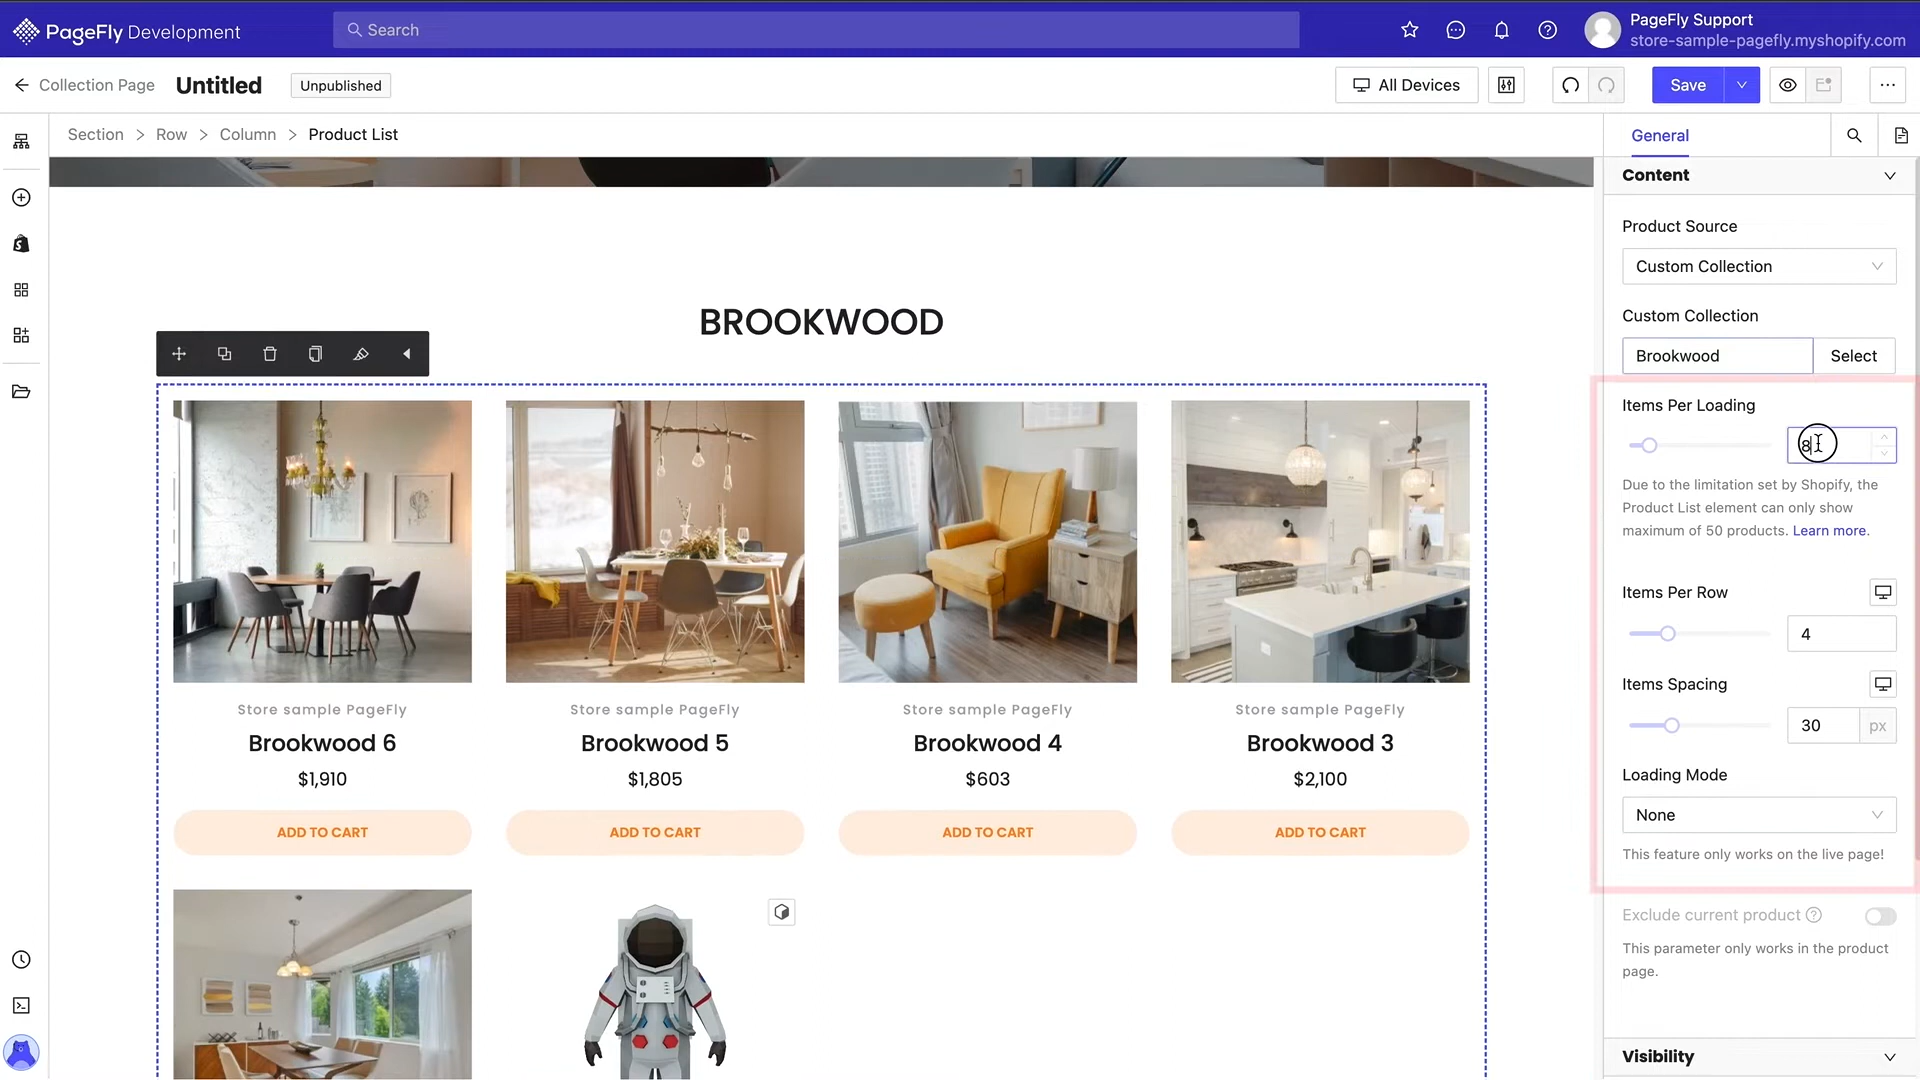 PageFly Development
Search
PageFly Support
store-sample-pagefly.myshopify.com
Collection Page
Untitled
Unpublished
All Devices
Save
Section > Row > Column > Product List
General
Content
Product Source
Custom Collection
Custom Collection
Brookwood
Select
Items Per Loading
8
Due to the limitation set by Shopify, the
Product List element can only show
maximum of 50 products. Learn more.
Items Per Row
4
Items Spacing
30
px
Loading Mode
None
This feature only works on the live page!
Exclude current product
This parameter only works in the product
page.
Visibility
BROOKWOOD
Store sample PageFly
Brookwood 6
$1,910
ADD TO CART
Store sample PageFly
Brookwood 5
$1,805
ADD TO CART
Store sample PageFly
Brookwood 4
$603
ADD TO CART
Store sample PageFly
Brookwood 3
$2,100
ADD TO CART